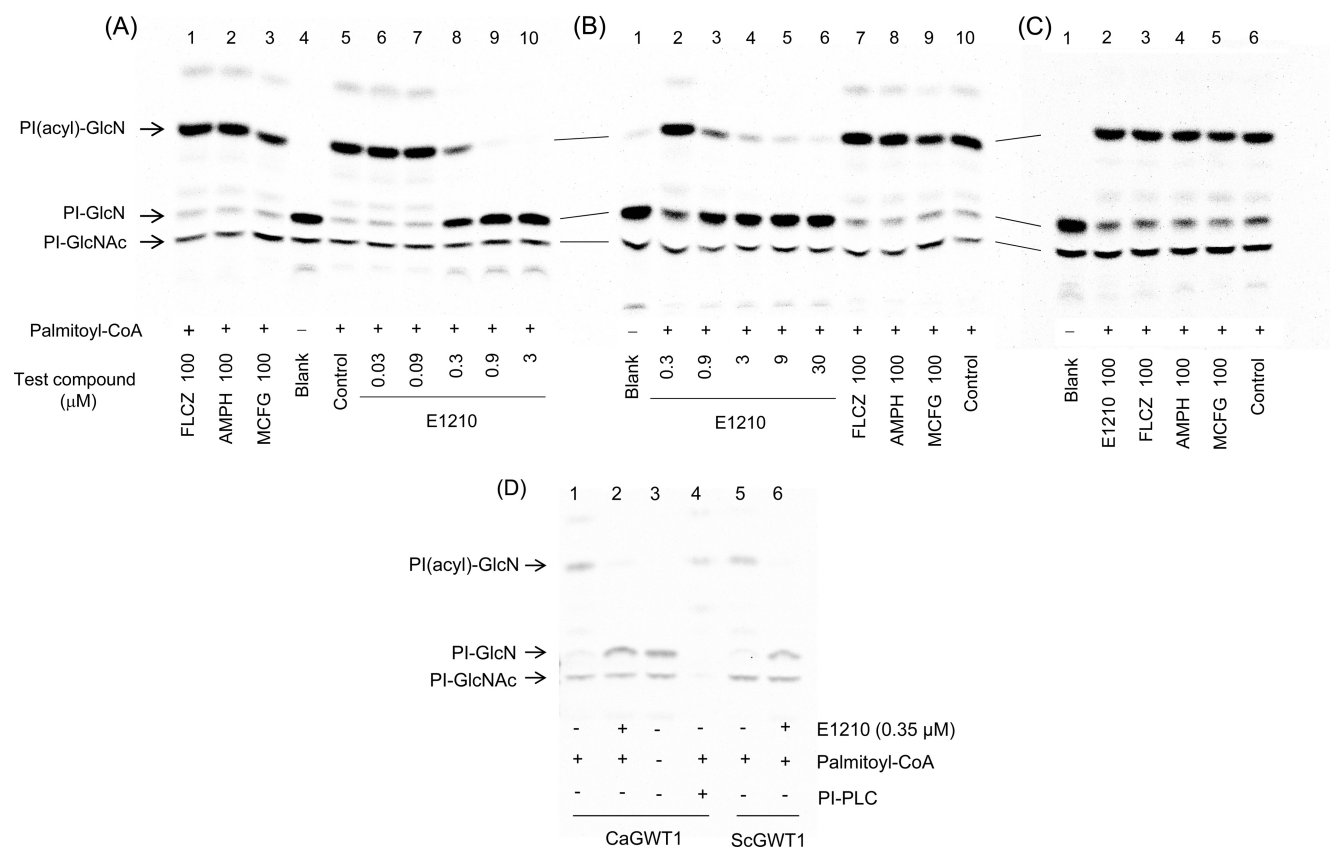 (A) (B) (C)
1 2 3 4 5 6 7 8 9 10 1 2 3 4 5 6 7 8 9 10 1 2 3 4 5 6
PI(acyl)-GlcN
PI-GlcN
PI-GlcNAc
Palmitoyl-CoA + + + – + + + + + + – + + + + + + + + + – + + + + +
Test compound
(μM)
FLCZ 100
AMPH 100
MCFG 100
Blank
Control
0.03
0.09
0.3
0.9
3
E1210
Blank
0.3
0.9
3
9
30
E1210
FLCZ 100
AMPH 100
MCFG 100
Control
Blank
E1210 100
FLCZ 100
AMPH 100
MCFG 100
Control
(D)
1 2 3 4 5 6
PI(acyl)-GlcN
PI-GlcN
PI-GlcNAc
- + - - - + E1210 (0.35 μM)
+ + - + + + Palmitoyl-CoA
- - - + - - PI-PLC
CaGWT1 ScGWT1